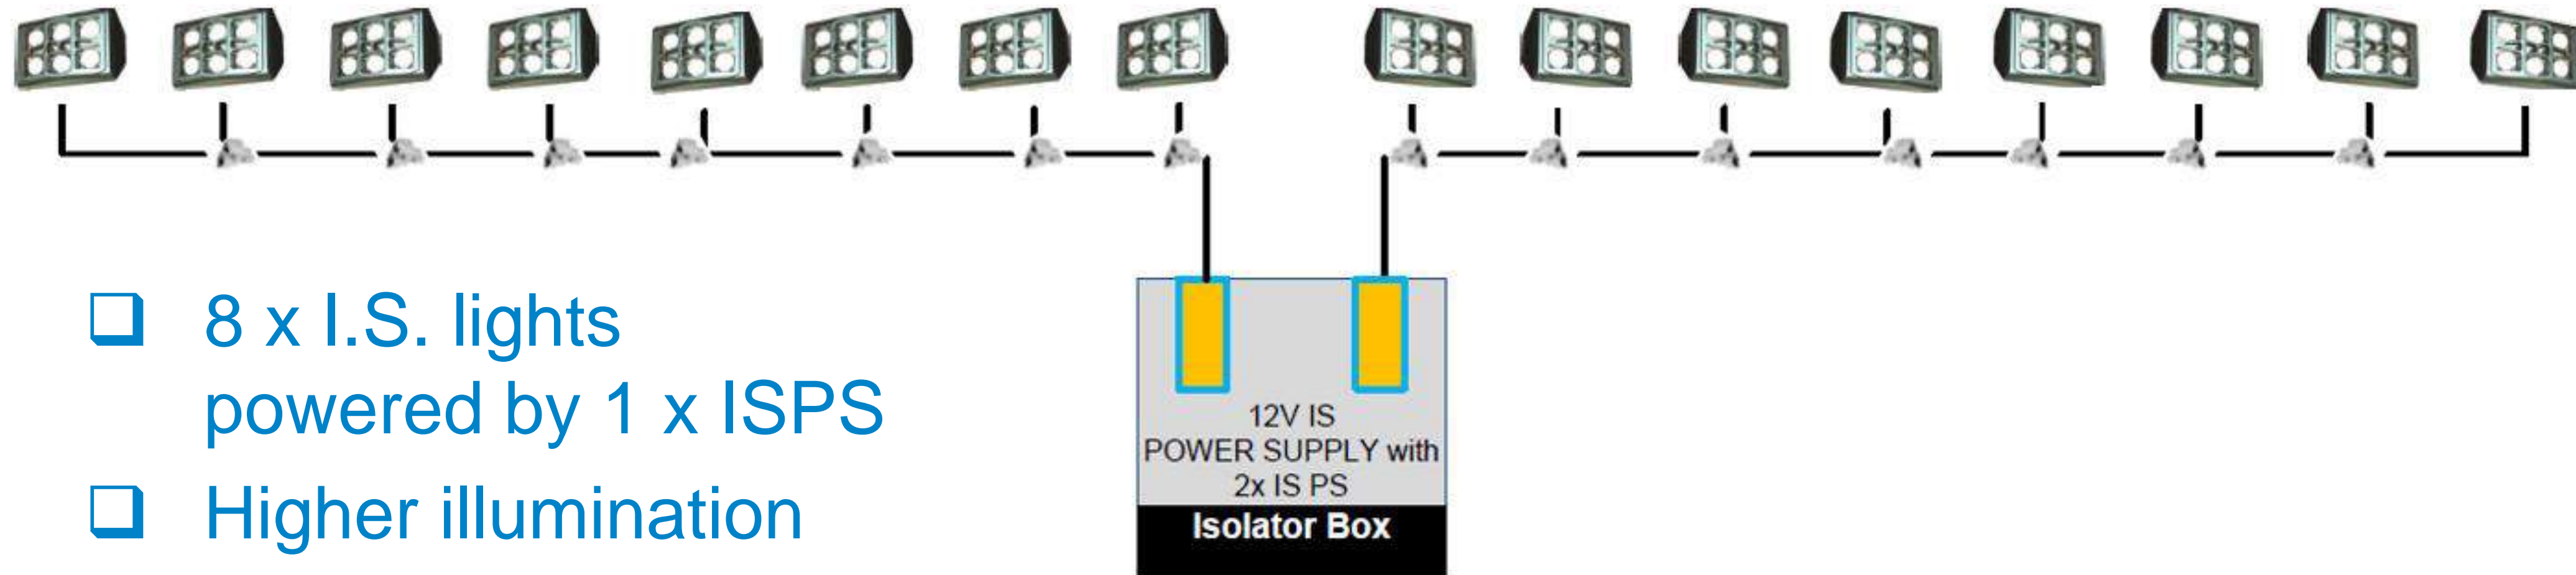 8 x I.S. lights
powered by 1 x ISPS
Higher illumination
12V IS
POWER SUPPLY with
2x IS PS
Isolator Box